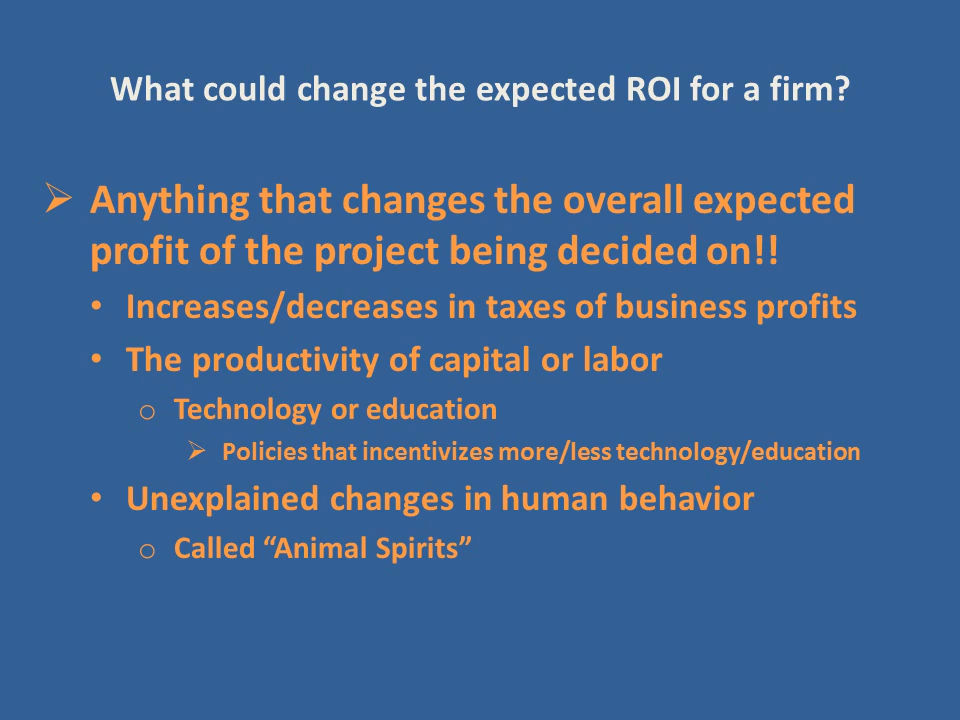 What could change the expected ROI for a firm?
Anything that changes the overall expected
profit of the project being decided on!!
Increases/decreases in taxes of business profits
The productivity of capital or labor
Technology or education
Policies that incentivizes more/less technology/education
Unexplained changes in human behavior
Called “Animal Spirits”